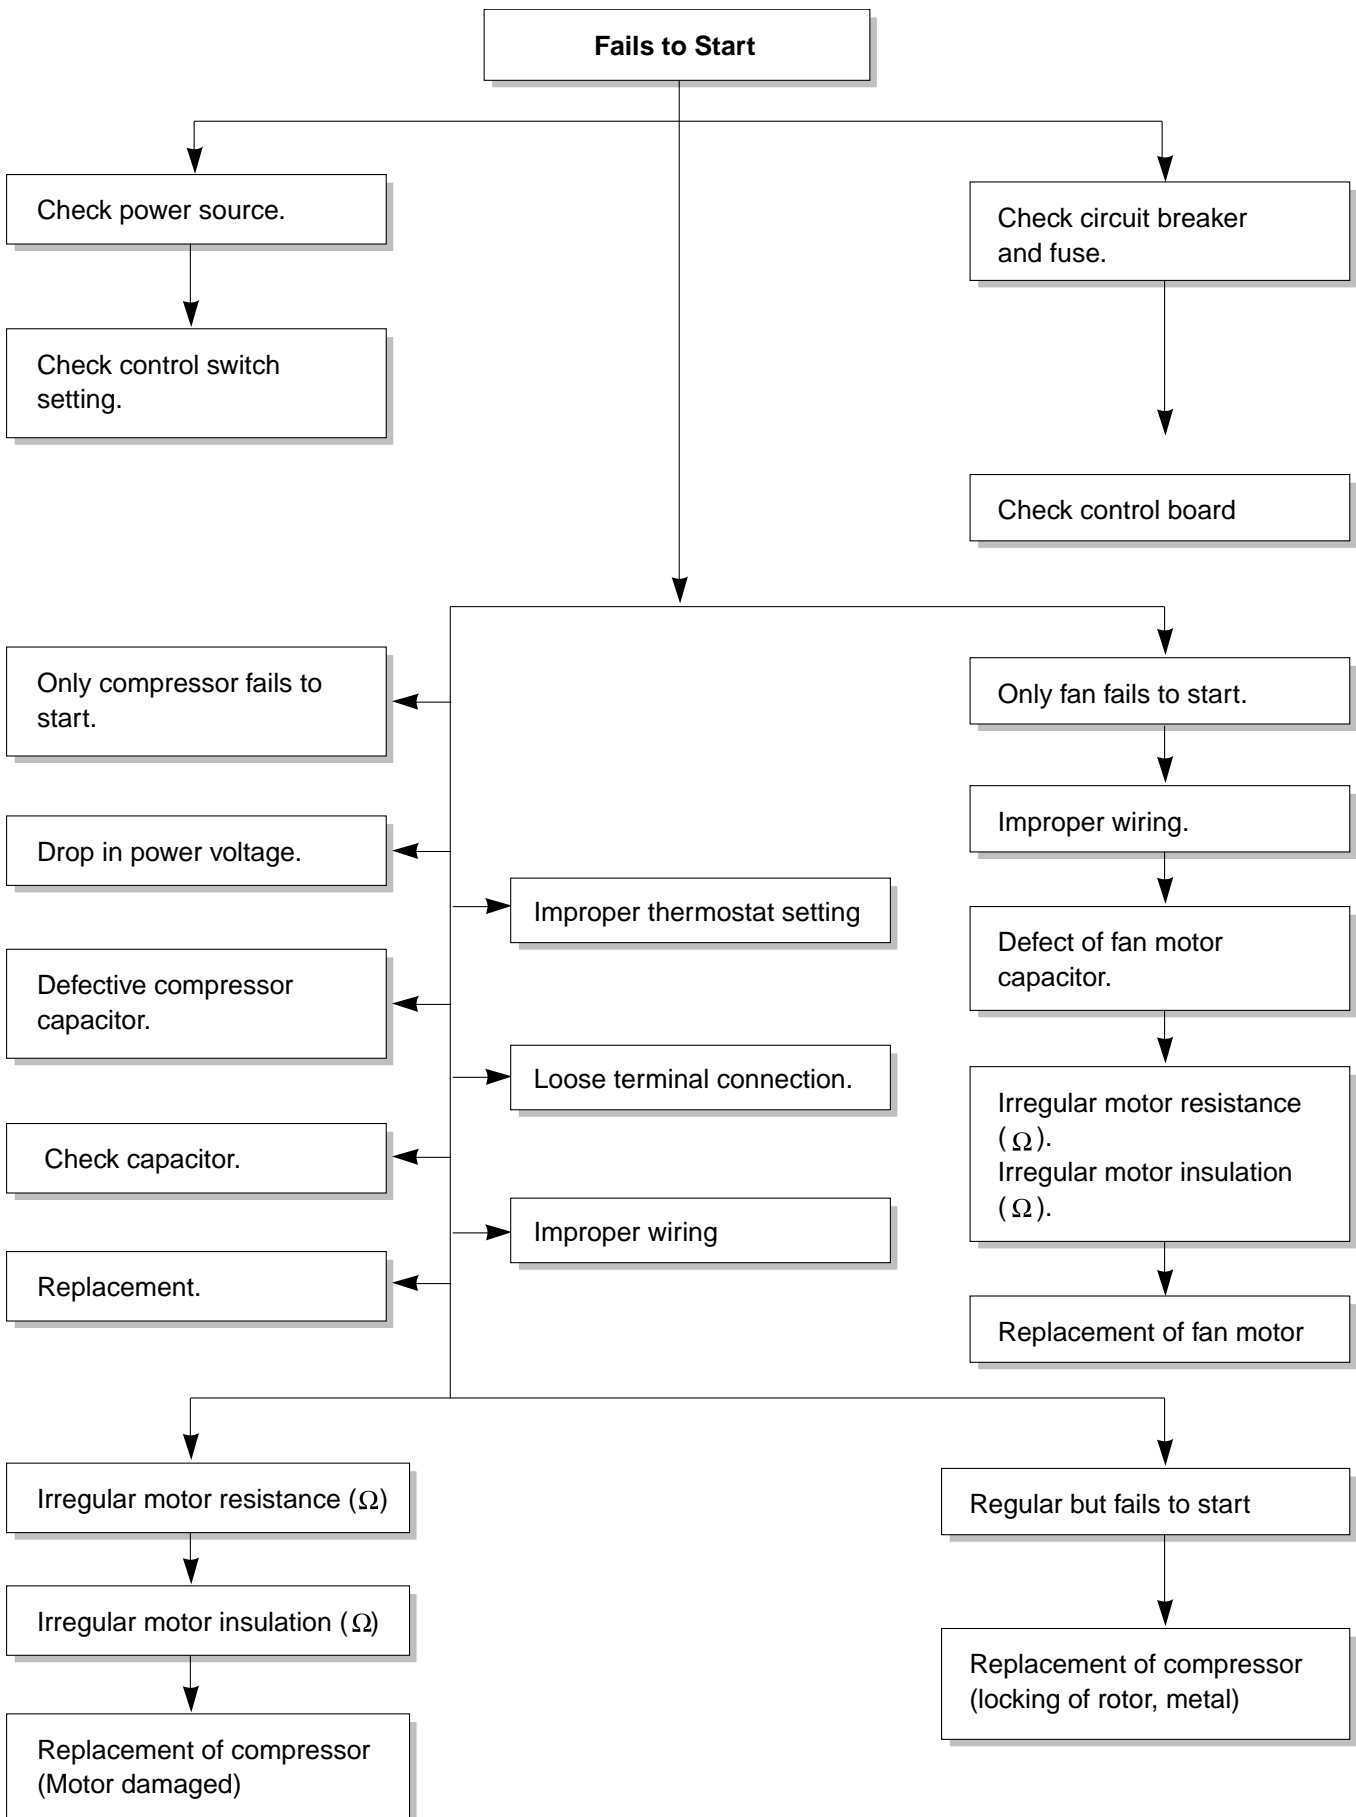 Fails to Start
Check power source.
Check circuit breaker
and fuse.
Check control switch
setting.
Check control board
Only compressor fails to
start.
Only fan fails to start.
Drop in power voltage.
Improper wiring.
Improper thermostat setting
Defect of fan motor
capacitor.
Defective compressor
capacitor.
Loose terminal connection.
Irregular motor resistance
(Ω).
Irregular motor insulation
(Ω).
Check capacitor.
Improper wiring
Replacement.
Replacement of fan motor
Irregular motor resistance (Ω)
Regular but fails to start
Irregular motor insulation (Ω)
Replacement of compressor
(locking of rotor, metal)
Replacement of compressor
(Motor damaged)